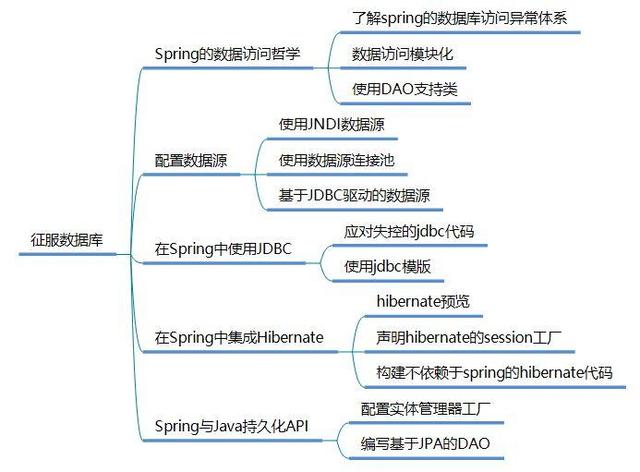 征服数据库
Spring的数据访问哲学
了解spring的数据库访问异常体系
数据访问模块化
使用DAO支持类
配置数据源
使用JNDI数据源
使用数据源连接池
基于JDBC驱动的数据源
在Spring中使用JDBC
应对失控的jdbc代码
使用jdbc模版
在Spring中集成Hibernate
hibernate预览
声明hibernate的session工厂
构建不依赖于spring的hibernate代码
Spring与Java持久化API
配置实体管理器工厂
编写基于JPA的DAO